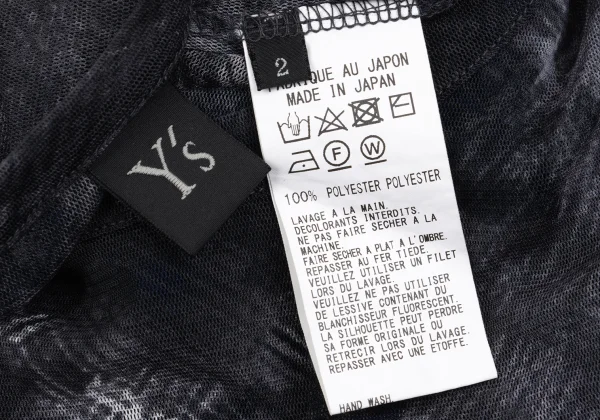 2
Y's
FABRIQUE AU JAPON
MADE IN JAPAN
F
W
100% POLYESTER POLYESTER
LAVAGE A LA MAIN.
DECOLORANTS INTERDITS.
NE PAS FAIRE SECHER A LA
MACHINE.
FAIRE SECHER A PLAT A L'OMBRE.
REPASSER AU FER TIEDE.
VEUILLEZ UTILISER UN FILET
LORS DU LAVAGE.
VEUILLEZ NE PAS UTILISER
DE LESSIVE CONTENANT DU
BLANCHISSEUR FLUORESCENT.
LA SILHOUETTE PEUT PERDRE
SA FORME ORIGINALE OU
RETRECIR LORS DU LAVAGE.
REPASSER AVEC UNE ETOFFE.
HAND WASH.